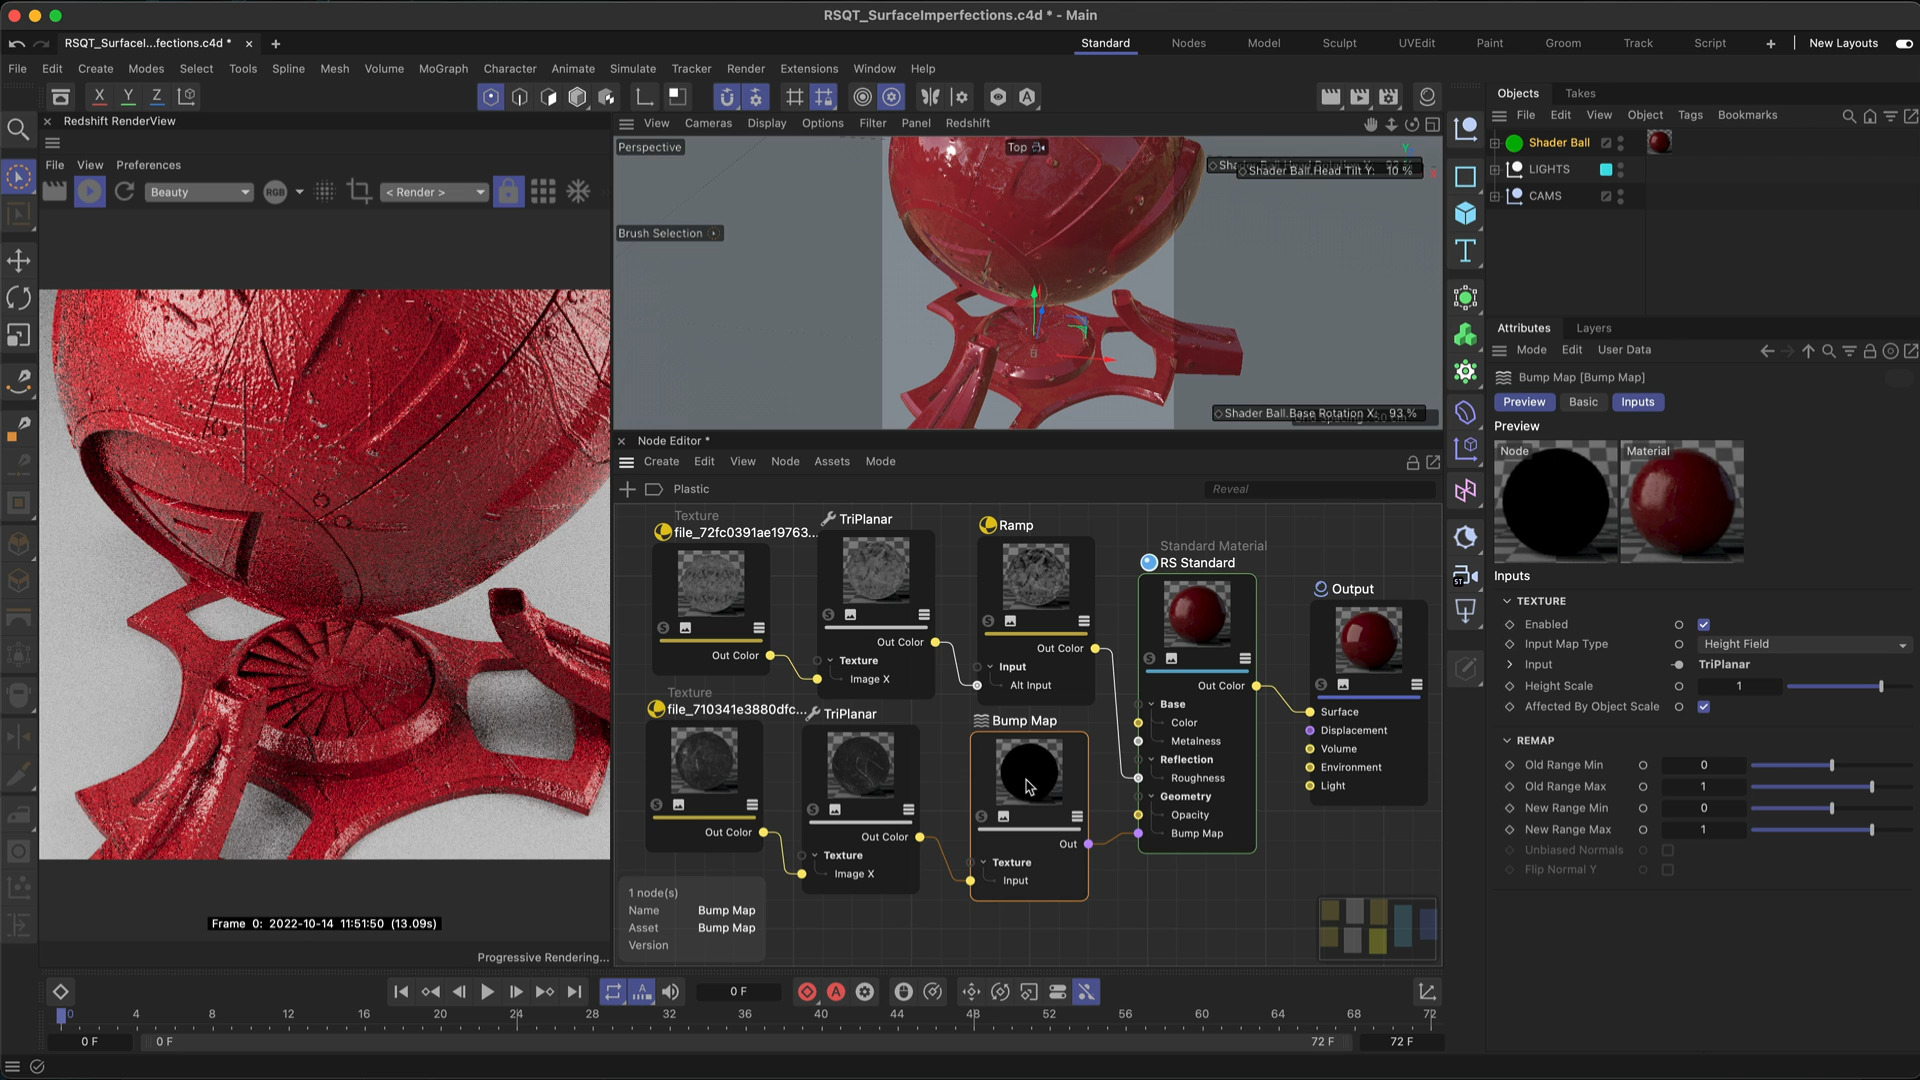 RSQT_SurfaceImperfections.c4d * - Main
RSQT_SurfaceI...fections.c4d *
Standard
Nodes
Model
Sculpt
UVEdit
Paint
Groom
Track
Script
New Layouts
File Edit Create Modes Select Tools Spline Mesh Volume MoGraph Character Animate Simulate Tracker Render Extensions Window Help
X Y Z
Redshift RenderView
File View Preferences
Beauty
RGB
< Render >
Frame 0: 2022-10-14 11:51:50 (13.09s)
Progressive Rendering...
View Cameras Display Options Filter Panel Redshift
Perspective
Top
Brush Selection
Y
Shader Ball.Head Tilt Y: 10 %
Shader Ball.Base Rotation X: 93 %
Node Editor *
Create Edit View Node Assets Mode
Plastic
Reveal
Texture
file_72fc0391ae19763...
Out Color
TriPlanar
Out Color
Texture
Image X
Ramp
Out Color
Input
Alt Input
Standard Material
RS Standard
Out Color
Base
Color
Metalness
Reflection
Roughness
Geometry
Opacity
Bump Map
Output
Surface
Displacement
Volume
Environment
Light
Texture
file_710341e3880dfc...
Out Color
TriPlanar
Out Color
Texture
Image X
Bump Map
Out
Texture
Input
1 node(s)
Name Bump Map
Asset Bump Map
Version
Objects Takes
File Edit View Object Tags Bookmarks
Shader Ball
LIGHTS
CAMS
Attributes Layers
Mode Edit User Data
Bump Map [Bump Map]
Preview Basic Inputs
Preview
Node
Material
Inputs
TEXTURE
Enabled
Input Map Type Height Field
Input TriPlanar
Height Scale 1
Affected By Object Scale
REMAP
Old Range Min 0
Old Range Max 1
New Range Min 0
New Range Max 1
Unbiased Normals
Flip Normal Y
0 F
0 4 8 12 16 20 24 28 32 36 40 44 48 52 56 60 64 68 72
0 F 0 F 72 F 72 F